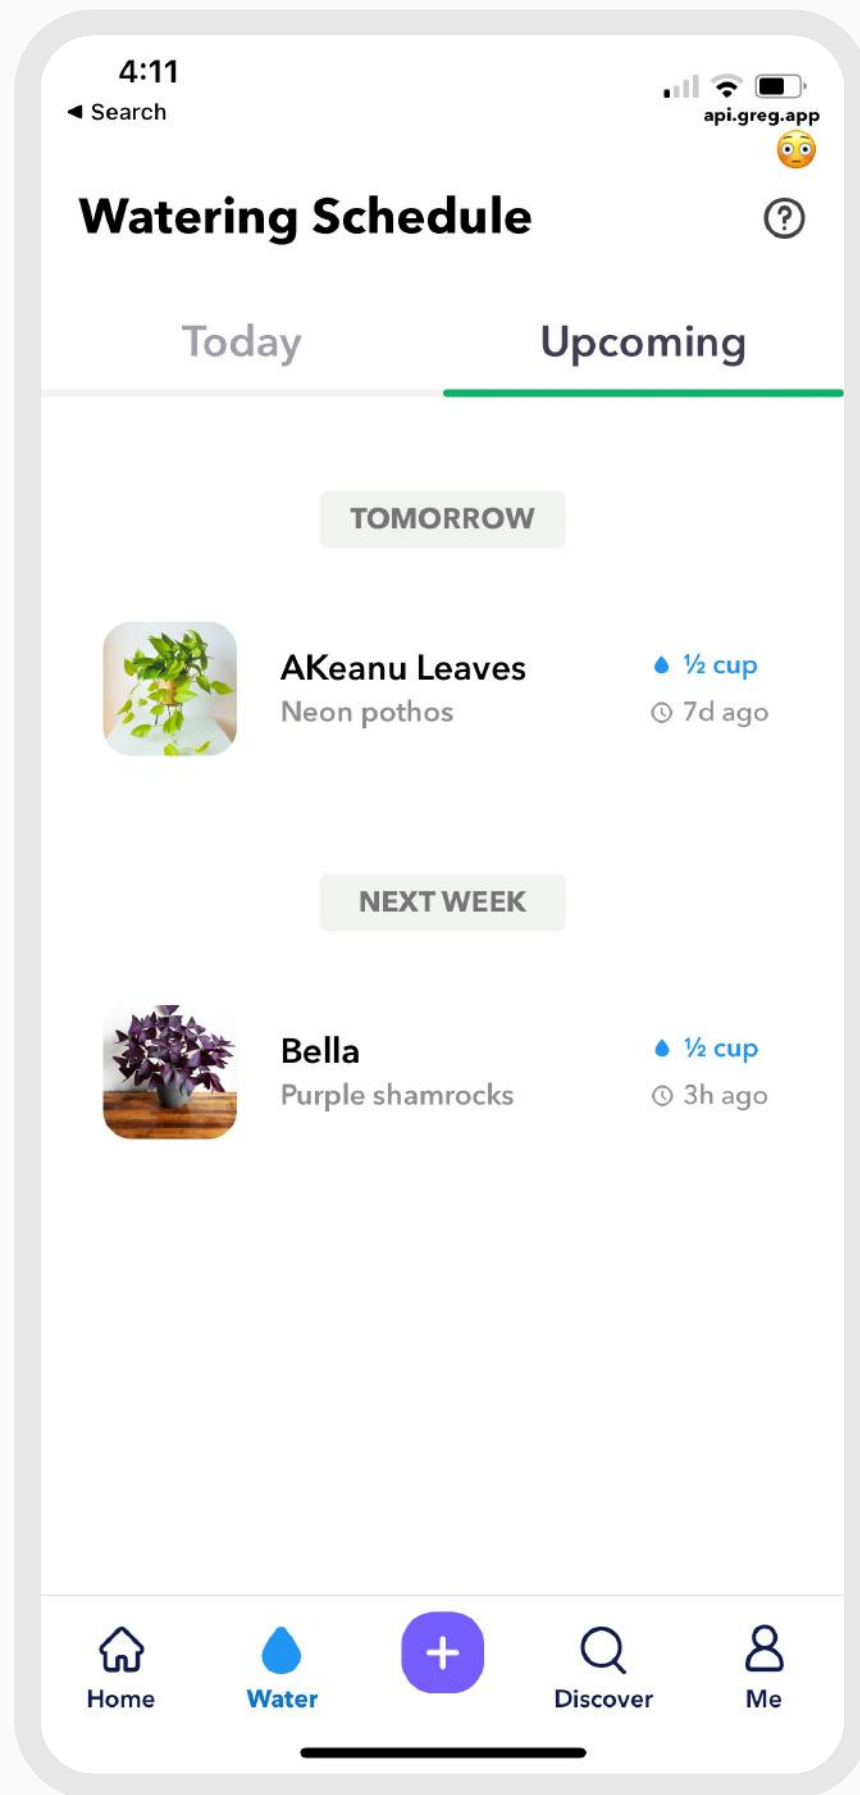 4:11
◀ Search
api.greg.app
Watering Schedule
Today
Upcoming
TOMORROW
AKeanu Leaves
½ cup
Neon pothos
7d ago
NEXT WEEK
Bella
½ cup
Purple shamrocks
3h ago
Home
Water
Discover
Me